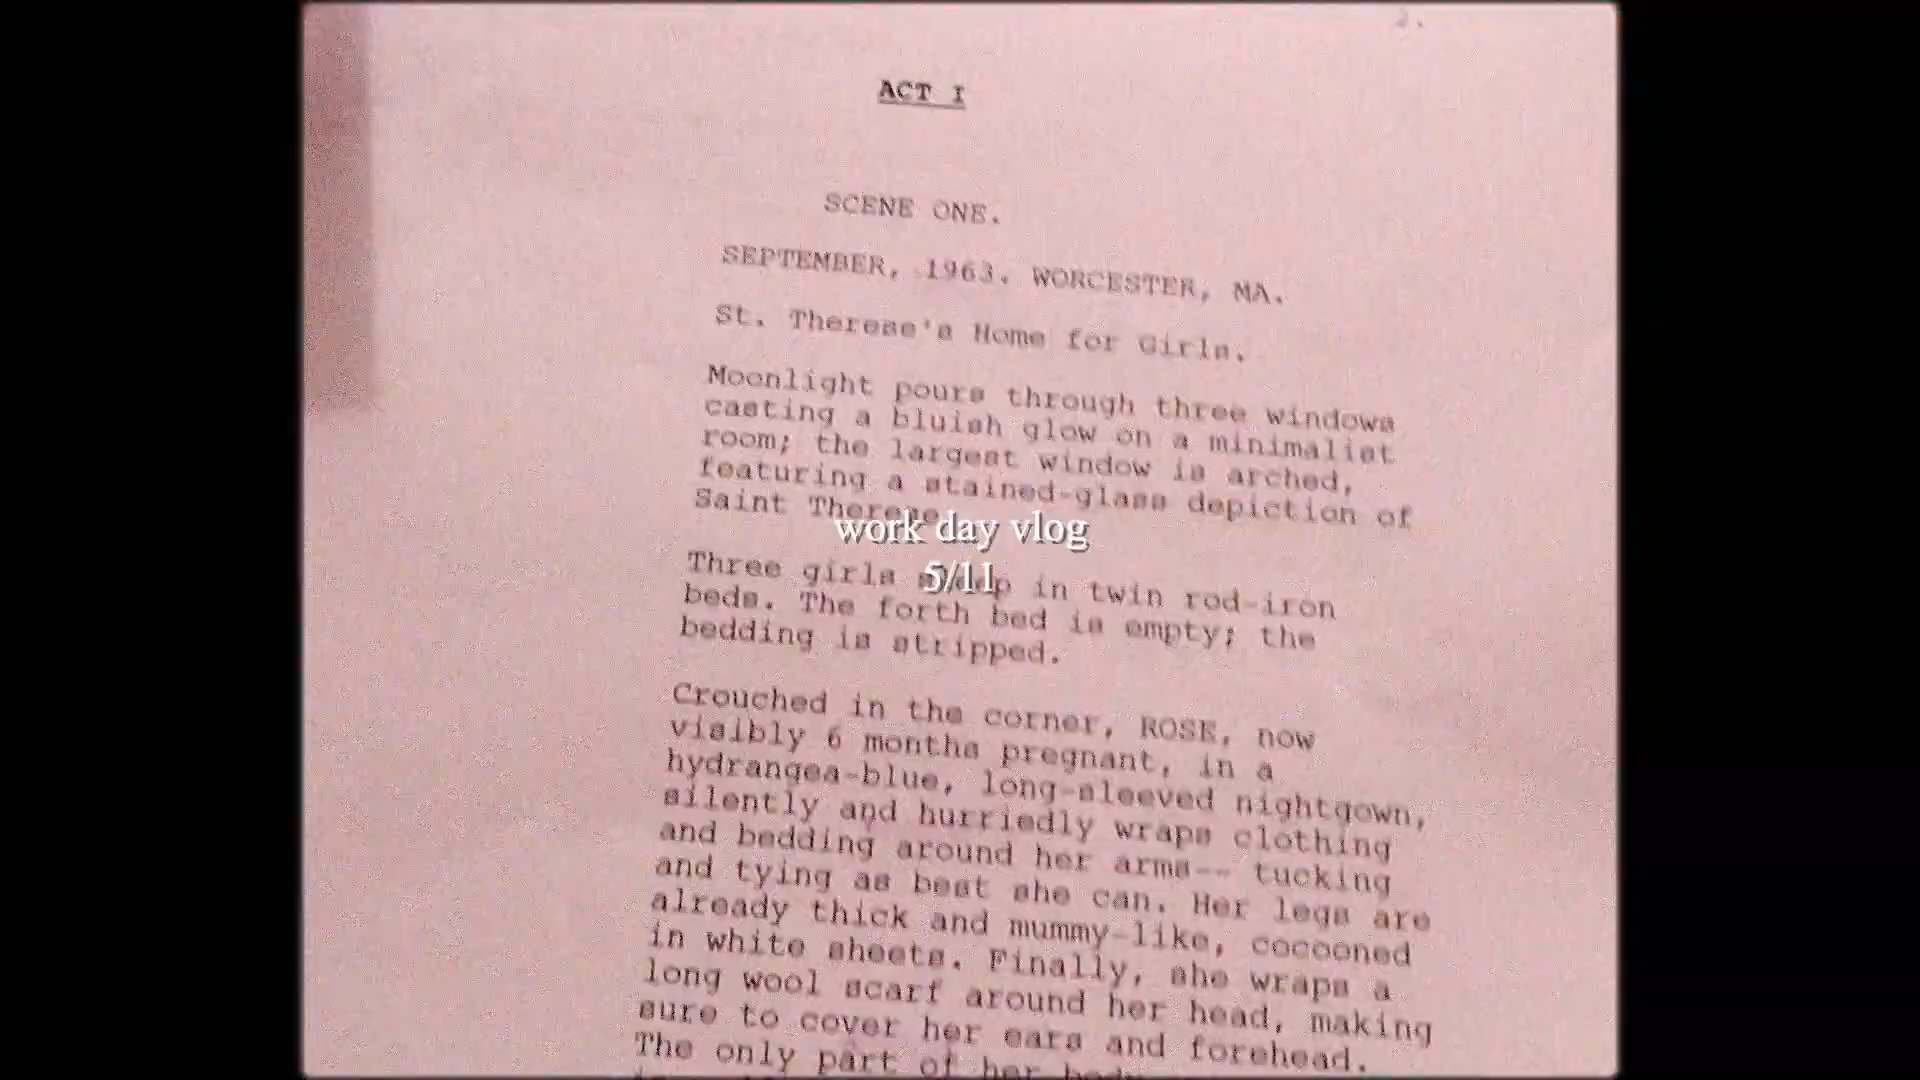 2.
ACT I
SCENE ONE.
SEPTEMBER, 1963. WORCESTER, MA.
St. Therese's Home for Girls.
Moonlight pours through three windows
casting a bluish glow on a minimalist
room; the largest window is arched,
featuring a stained-glass depiction of
Saint Therese
work day vlog
5/11
Three girls sleep in twin rod-iron
beds. The forth bed is empty; the
bedding is stripped.
Crouched in the corner, ROSE, now
visibly 6 months pregnant, in a
hydrangea-blue, long-sleeved nightgown,
silently and hurriedly wraps clothing
and bedding around her arms-- tucking
and tying as best she can. Her legs are
already thick and mummy-like, cocooned
in white sheets. Finally, she wraps a
long wool scarf around her head, making
sure to cover her ears and forehead.
The only part of her body